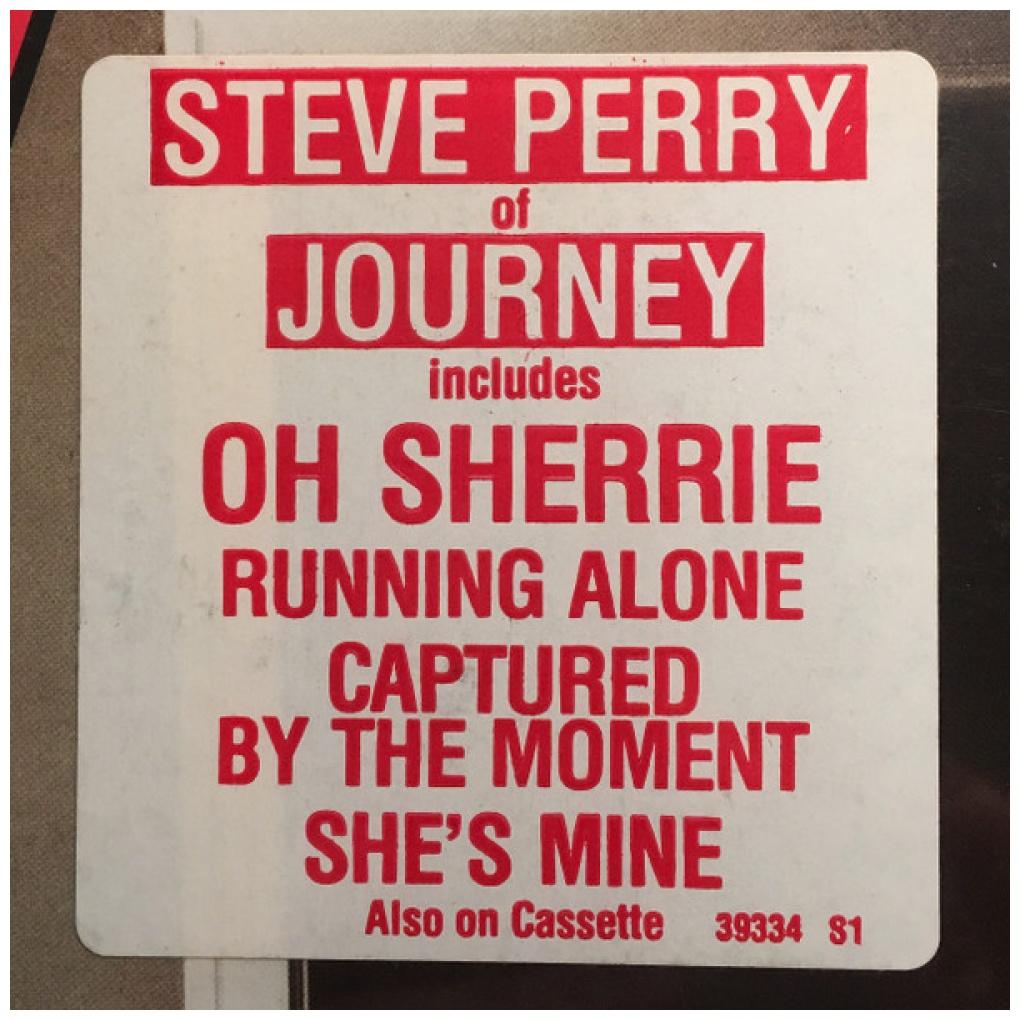 STEVE PERRY
of
JOURNEY
includes
OH SHERRIE
RUNNING ALONE
CAPTURED
BY THE MOMENT
SHE'S MINE
Also on Cassette 39334 S1